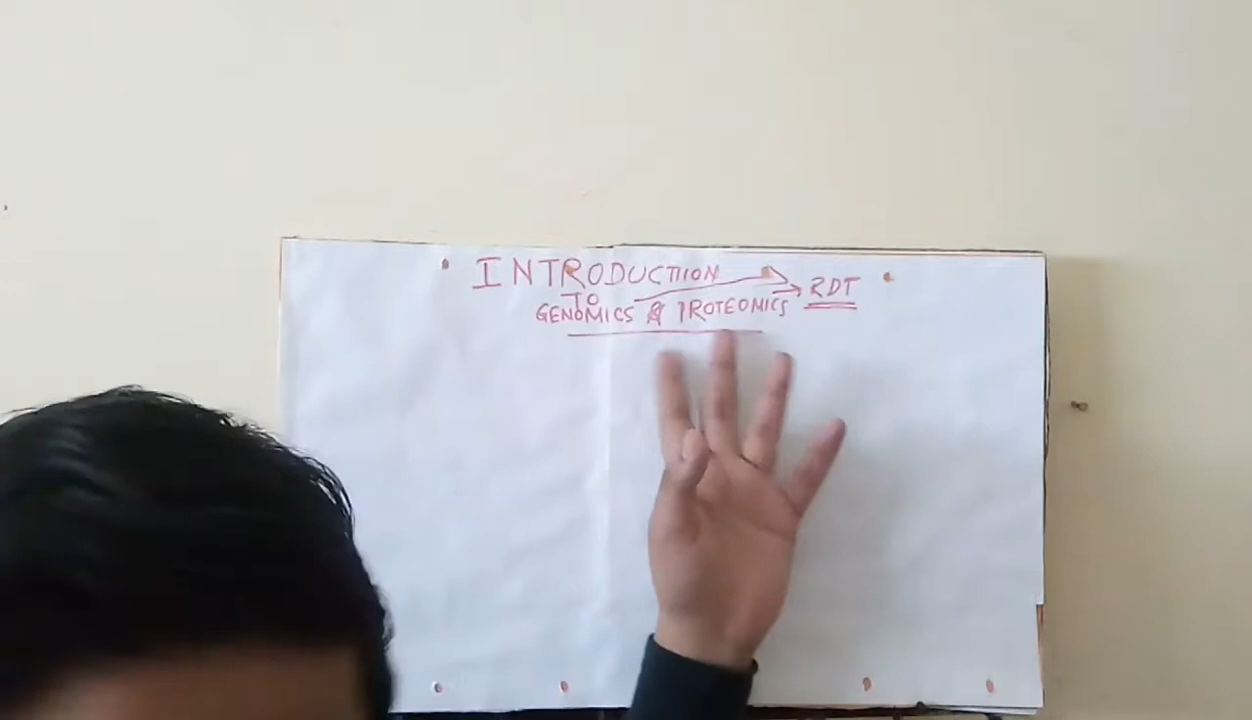 INTRODUCTION
TO
GENOMICS & PROTEOMICS → RDT